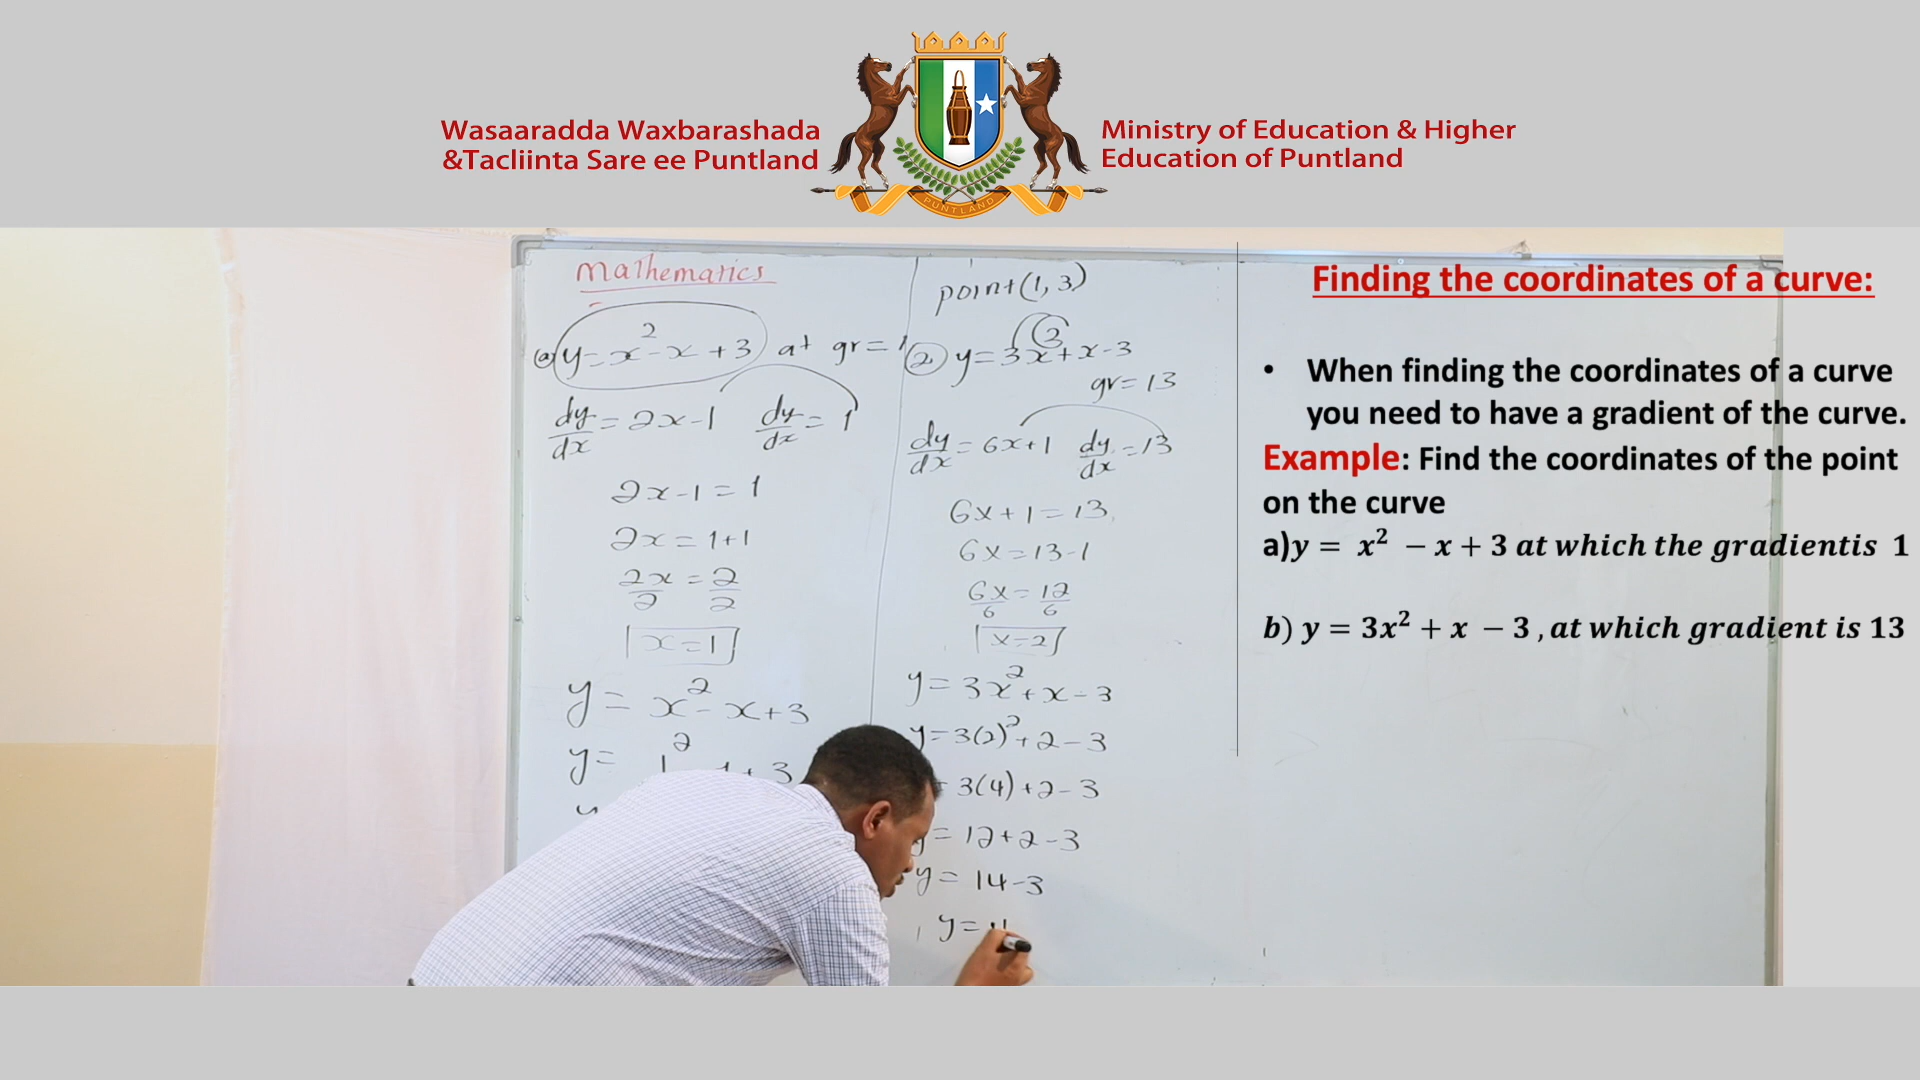 Wasaaradda Waxbarashada
&Tacliinta Sare ee Puntland
Ministry of Education & Higher
Education of Puntland
PUNTLAND
Mathematics
(a) y = x² - x + 3 at gr = 1
dy/dx = 2x - 1 dy/dx = 1
2x - 1 = 1
2x = 1 + 1
2x/2 = 2/2
x = 1
y = x² - x + 3
y = 1² - 1 + 3
y
point (1, 3)
2 y = 3x² + x - 3
gr = 13
dy/dx = 6x + 1 dy/dx = 13
6x + 1 = 13
6x = 13 - 1
6x/6 = 12/6
x = 2
y = 3x² + x - 3
y = 3(2)² + 2 - 3
= 3(4) + 2 - 3
y = 12 + 2 - 3
y = 14 - 3
y = 11
Finding the coordinates of a curve:
• When finding the coordinates of a curve
you need to have a gradient of the curve.
Example: Find the coordinates of the point
on the curve
a)y = x² − x + 3 at which the gradientis 1
b) y = 3x² + x − 3 , at which gradient is 13